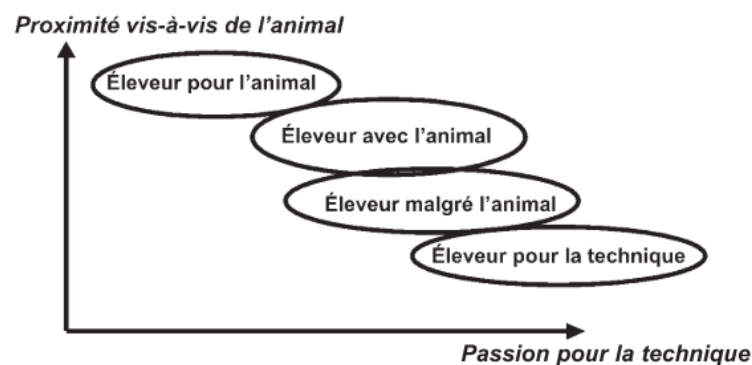 Proximité vis-à-vis de l'animal
Éleveur pour l'animal
Éleveur avec l'animal
Éleveur malgré l'animal
Éleveur pour la technique
Passion pour la technique